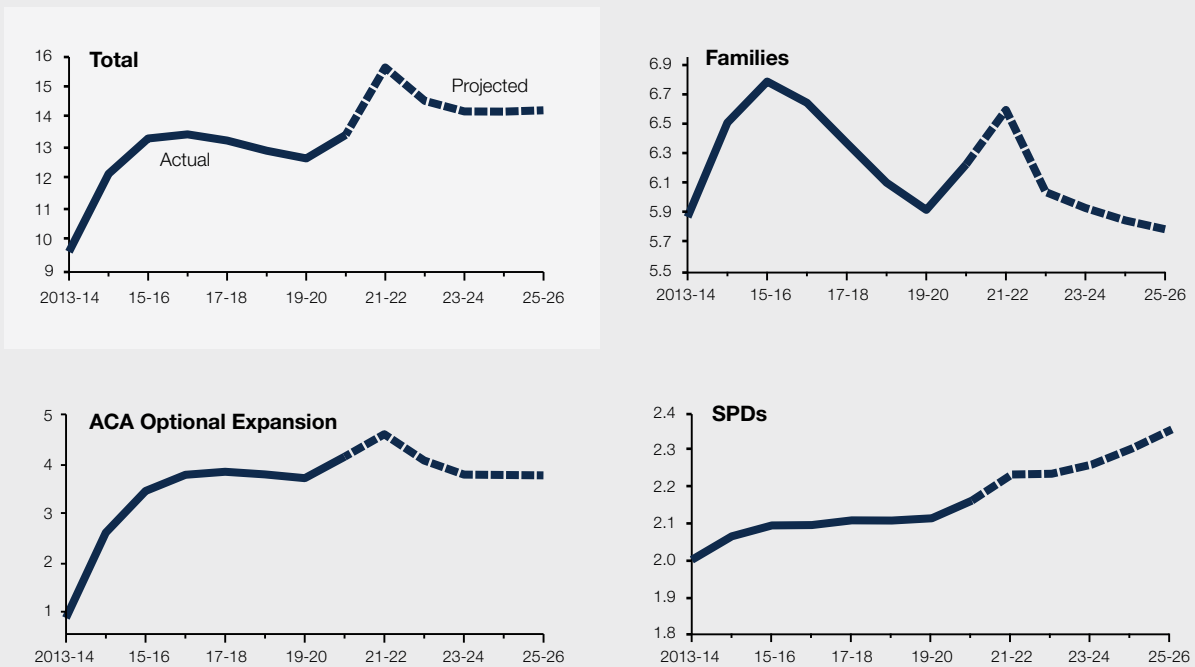 Total
16
15
14
13
12
11
10
9
Actual
Projected
2013-14 15-16 17-18 19-20 21-22 23-24 25-26
Families
6.9
6.7
6.5
6.3
6.1
5.9
5.7
5.5
2013-14 15-16 17-18 19-20 21-22 23-24 25-26
ACA Optional Expansion
5
4
3
2
1
2013-14 15-16 17-18 19-20 21-22 23-24 25-26
SPDs
2.4
2.3
2.2
2.1
2.0
1.9
1.8
2013-14 15-16 17-18 19-20 21-22 23-24 25-26